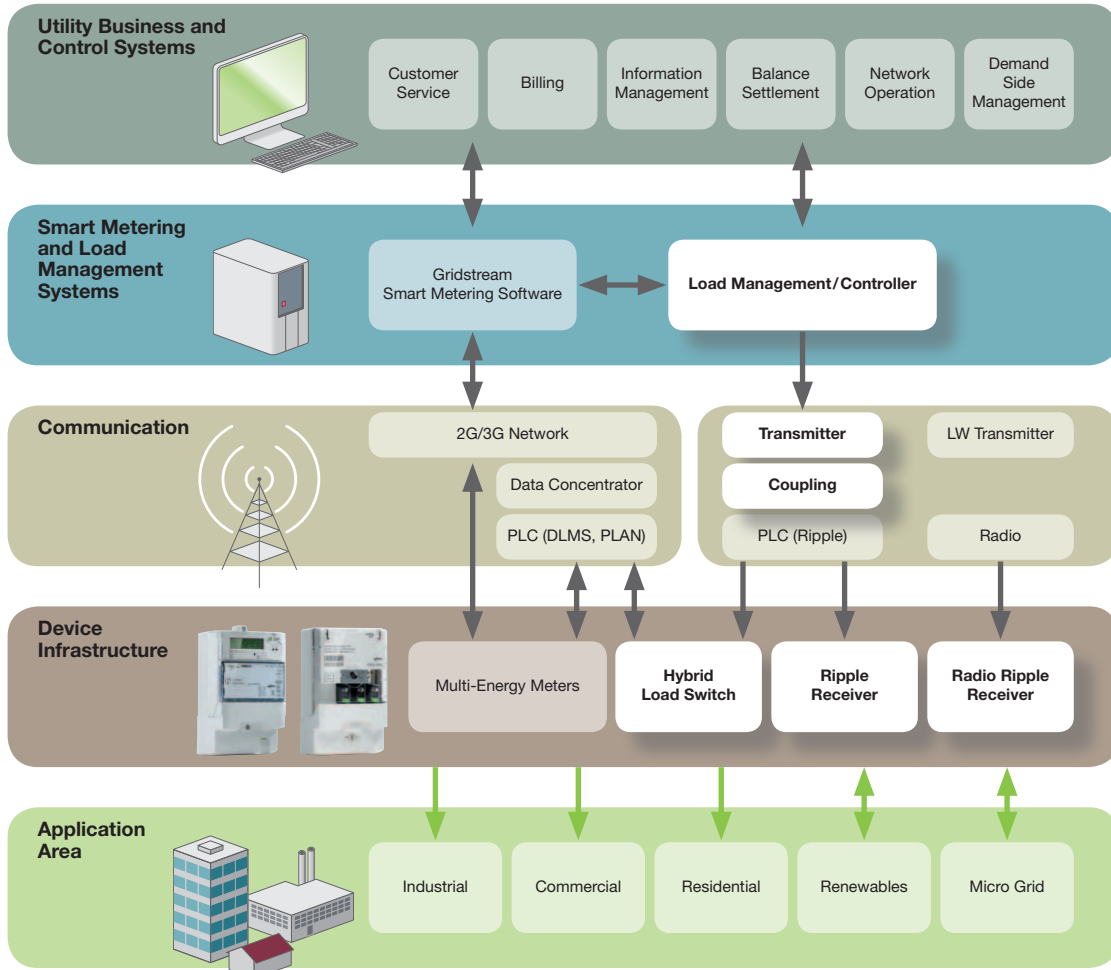 Utility Business and
Control Systems
Customer
Service
Billing
Information
Management
Balance
Settlement
Network
Operation
Demand
Side
Management
Smart Metering
and Load
Management
Systems
Gridstream
Smart Metering Software
Load Management/Controller
Communication
2G/3G Network
Data Concentrator
PLC (DLMS, PLAN)
Transmitter
Coupling
PLC (Ripple)
LW Transmitter
Radio
Device
Infrastructure
Multi-Energy Meters
Hybrid
Load Switch
Ripple
Receiver
Radio Ripple
Receiver
Application
Area
Industrial
Commercial
Residential
Renewables
Micro Grid